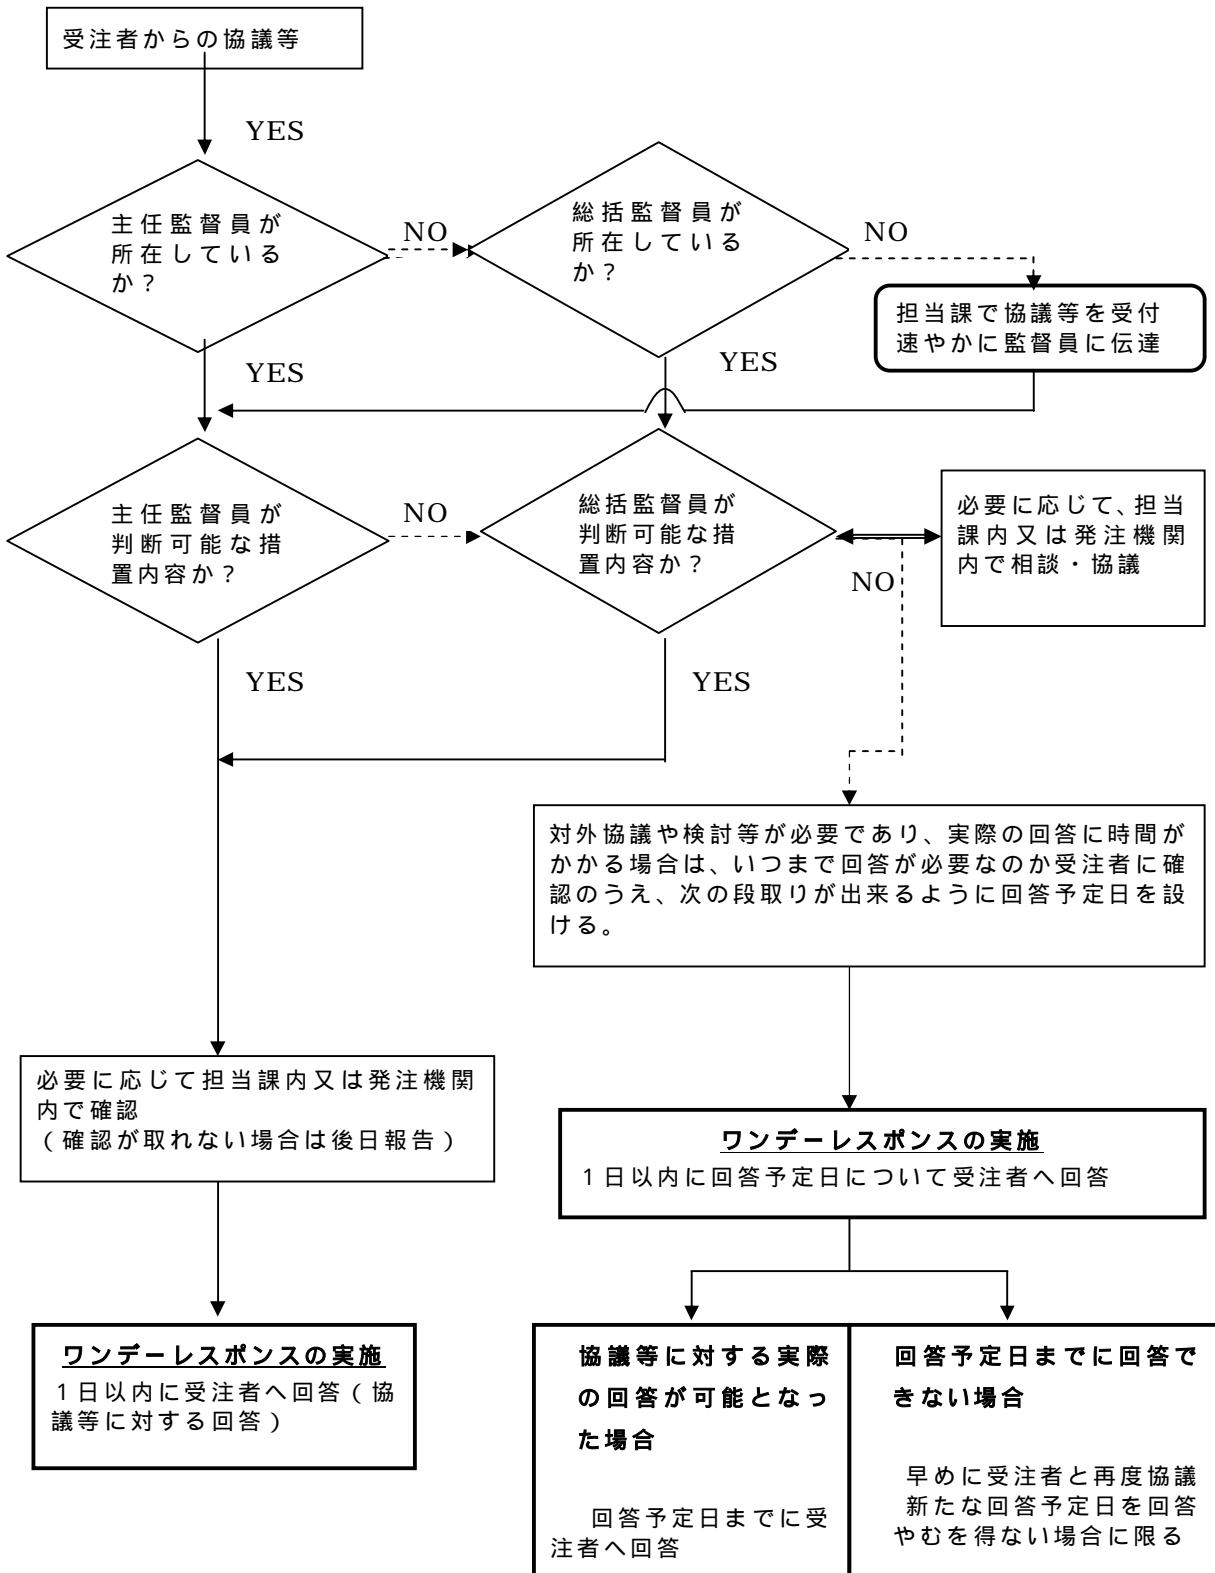 受注者からの協議等
YES
主任監督員が
所在している
か？
NO
総括監督員が
所在している
か？
NO
担当課で協議等を受付
速やかに監督員に伝達
YES
YES
主任監督員が
判断可能な措
置内容か？
NO
総括監督員が
判断可能な措
置内容か？
必要に応じて、担当
課内又は発注機関
内で相談・協議
NO
YES
YES
対外協議や検討等が必要であり、実際の回答に時間が
かかる場合は、いつまで回答が必要なのか受注者に確
認のうえ、次の段取りが出来るように回答予定日を設
ける。
必要に応じて担当課内又は発注機関
内で確認
（確認が取れない場合は後日報告）
ワンデーレスポンスの実施
1日以内に回答予定日について受注者へ回答
ワンデーレスポンスの実施
1日以内に受注者へ回答（協
議等に対する回答）
協議等に対する実際
の回答が可能となっ
た場合
回答予定日までに受
注者へ回答
回答予定日までに回答で
きない場合
早めに受注者と再度協議
新たな回答予定日を回答
やむを得ない場合に限る